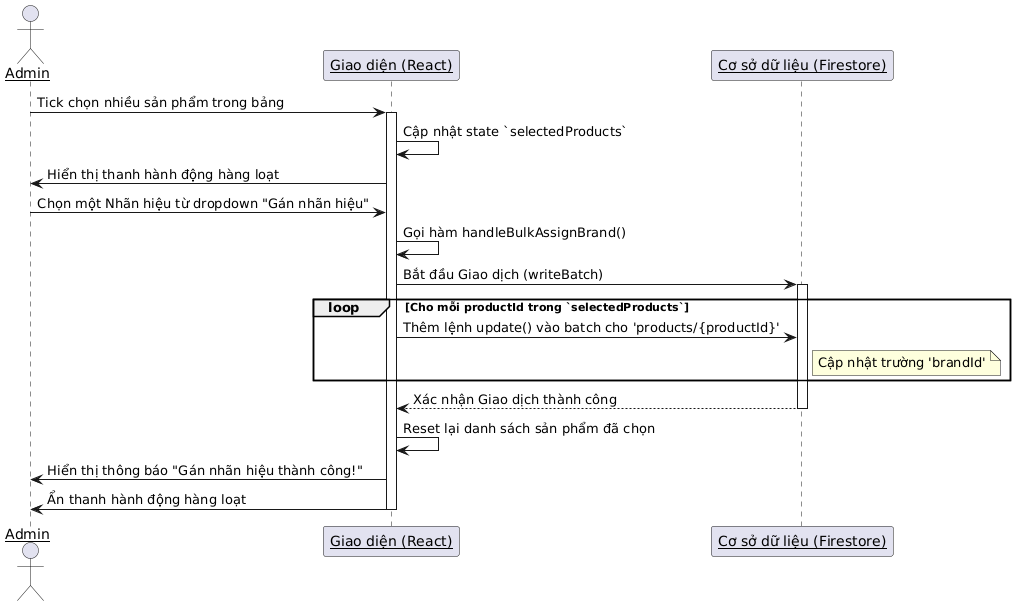 Admin
Giao diện (React)
Cơ sở dữ liệu (Firestore)
Tick chọn nhiều sản phẩm trong bảng
Cập nhật state `selectedProducts`
Hiển thị thanh hành động hàng loạt
Chọn một Nhãn hiệu từ dropdown "Gán nhãn hiệu"
Gọi hàm handleBulkAssignBrand()
Bắt đầu Giao dịch (writeBatch)
loop
[Cho mỗi productId trong `selectedProducts`]
Thêm lệnh update() vào batch cho 'products/{productId}'
Cập nhật trường 'brandId'
Xác nhận Giao dịch thành công
Reset lại danh sách sản phẩm đã chọn
Hiển thị thông báo "Gán nhãn hiệu thành công!"
Ẩn thanh hành động hàng loạt
Admin
Giao diện (React)
Cơ sở dữ liệu (Firestore)